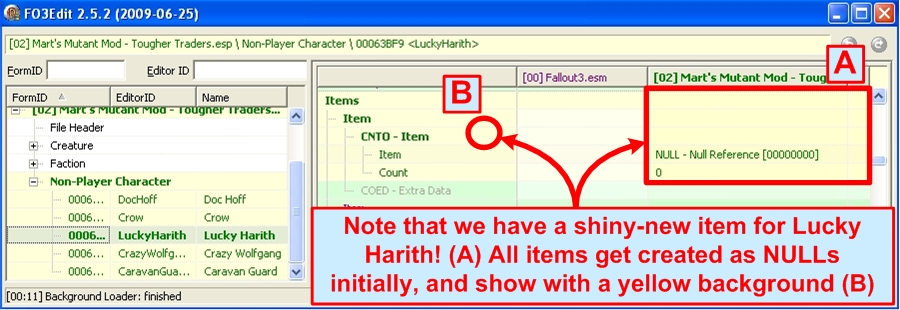 FO3Edit 2.5.2 (2009-06-25)
[02] Mart's Mutant Mod - Tougher Traders.esp \ Non-Player Character \ 00063BF9 <LuckyHarith>
FormID
Editor ID
FormID EditorID Name
[02] Mart's Mutant Mod - Tougher Traders...
File Header
Creature
Faction
Non-Player Character
0006... DocHoff Doc Hoff
0006... Crow Crow
0006... LuckyHarith Lucky Harith
0006... CrazyWolfg... Crazy Wolfgang
0006... CaravanGua... Caravan Guard
[00:11] Background Loader: finished
[00] Fallout3.esm [02] Mart's Mutant Mod - Toug
A
B
Items
Item
CNTO - Item
Item NULL - Null Reference [00000000]
Count 0
COED - Extra Data
Note that we have a shiny-new item for Lucky
Harith! (A) All items get created as NULLs
initially, and show with a yellow background (B)